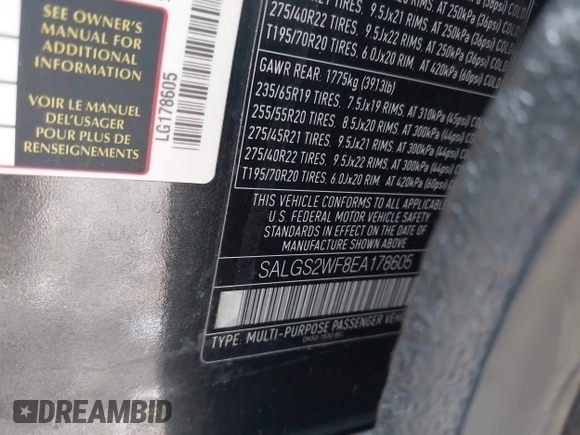 SEE OWNER'S
MANUAL FOR
ADDITIONAL
INFORMATION
VOIR LE MANUEL
DE L'USAGER
POUR PLUS DE
RENSEIGNEMENTS
LG178605
TIRES, 9.5Jx21 RIMS, AT 250kPa (36psi) COLD
275/40R22 TIRES, 9.5Jx22 RIMS, AT 250kPa (36psi) COLD
T195/70R20 TIRES, 6.0Jx20 RIM, AT 420kPa (60psi) COLD
GAWR REAR. 1775kg (3913lb)
235/65R19 TIRES, 7.5Jx19 RIMS, AT 310kPa (45psi) COLD
255/55R20 TIRES, 8.5Jx20 RIMS, AT 300kPa (44psi)
275/45R21 TIRES, 9.5Jx21 RIMS, AT 300kPa (44psi)
275/40R22 TIRES, 9.5Jx22 RIMS, AT 300kPa (44psi)
T195/70R20 TIRES, 6.0Jx20 RIM, AT 420kPa (60psi)
THIS VEHICLE CONFORMS TO ALL APPLICABLE
U.S. FEDERAL MOTOR VEHICLE SAFETY
STANDARDS IN EFFECT ON THE DATE OF
MANUFACTURE SHOWN ABOVE.
SALGS2WF8EA178605
TYPE: MULTI-PURPOSE PASSENGER
DREAMBID